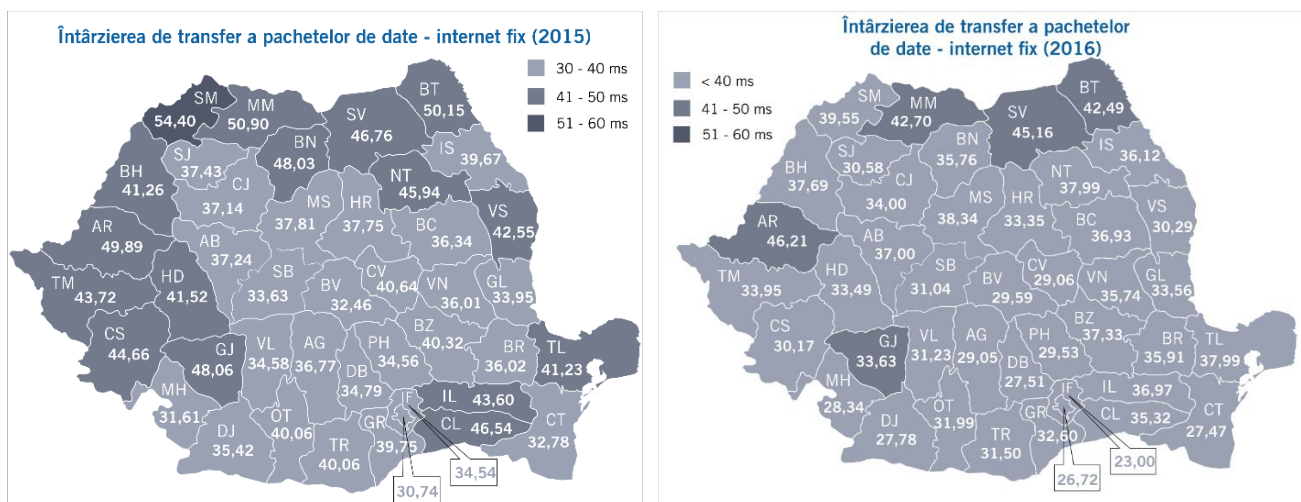 Întârzierea de transfer a pachetelor de date - internet fix (2015)
30 - 40 ms
41 - 50 ms
51 - 60 ms
SM
54,40
MM
50,90
SV
46,76
BT
50,15
BN
48,03
IS
39,67
SJ
37,43
BH
41,26
CJ
37,14
NT
45,94
MS
37,81
HR
37,75
VS
42,55
AR
49,89
AB
37,24
BC
36,34
HD
41,52
SB
33,63
TM
43,72
BV
32,46
CV
40,64
VN
36,01
GL
33,95
CS
44,66
GJ
48,06
VL
34,58
AG
36,77
PH
34,56
BZ
40,32
BR
36,02
TL
41,23
DB
34,79
MH
31,61
IF
IL 43,60
DJ
35,42
OT
40,06
TR
40,06
GR
39,75
CL 46,54
CT
32,78
34,54
30,74
Întârzierea de transfer a pachetelor
de date - internet fix (2016)
< 40 ms
41 - 50 ms
51 - 60 ms
SM
39,55
MM
42,70
SV
45,16
BT
42,49
BN
35,76
IS
36,12
SJ
30,58
BH
37,69
CJ
34,00
NT
37,99
MS
38,34
HR
33,35
VS
30,29
AR
46,21
AB
37,00
BC
36,93
HD
33,49
SB
31,04
TM
33,95
BV
29,59
CV
29,06
VN
35,74
GL
33,56
CS
30,17
GJ
33,63
VL
31,23
AG
29,05
PH
29,53
BZ
37,33
BR
35,91
TL
37,99
DB
27,51
MH
28,34
IF
IL
36,97
DJ
27,78
OT
31,99
TR
31,50
GR
32,60
CL
35,32
CT
27,47
23,00
26,72